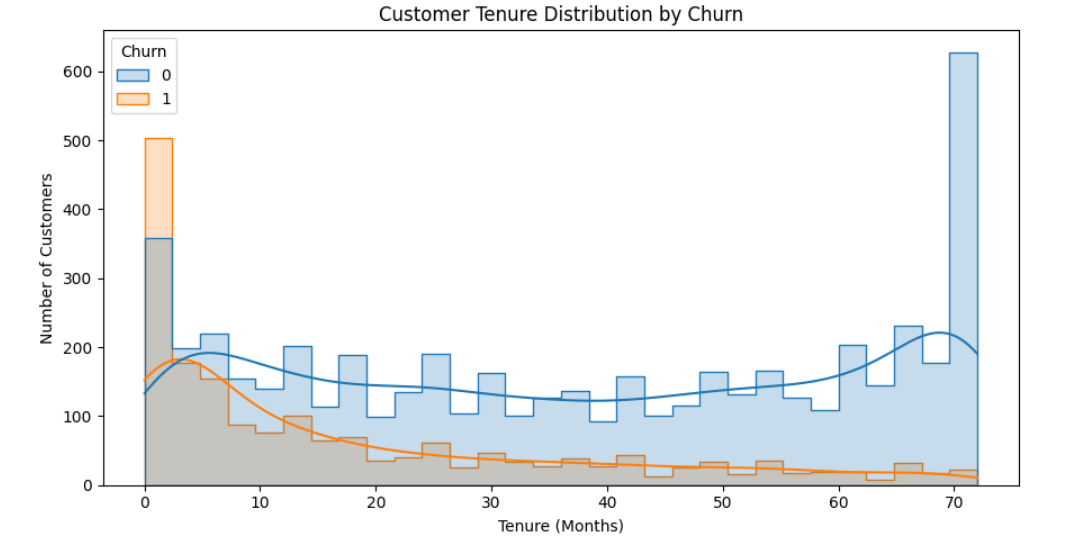 Customer Tenure Distribution by Churn
Churn
0
1
Number of Customers
600
500
400
300
200
100
0
0 10 20 30 40 50 60 70
Tenure (Months)